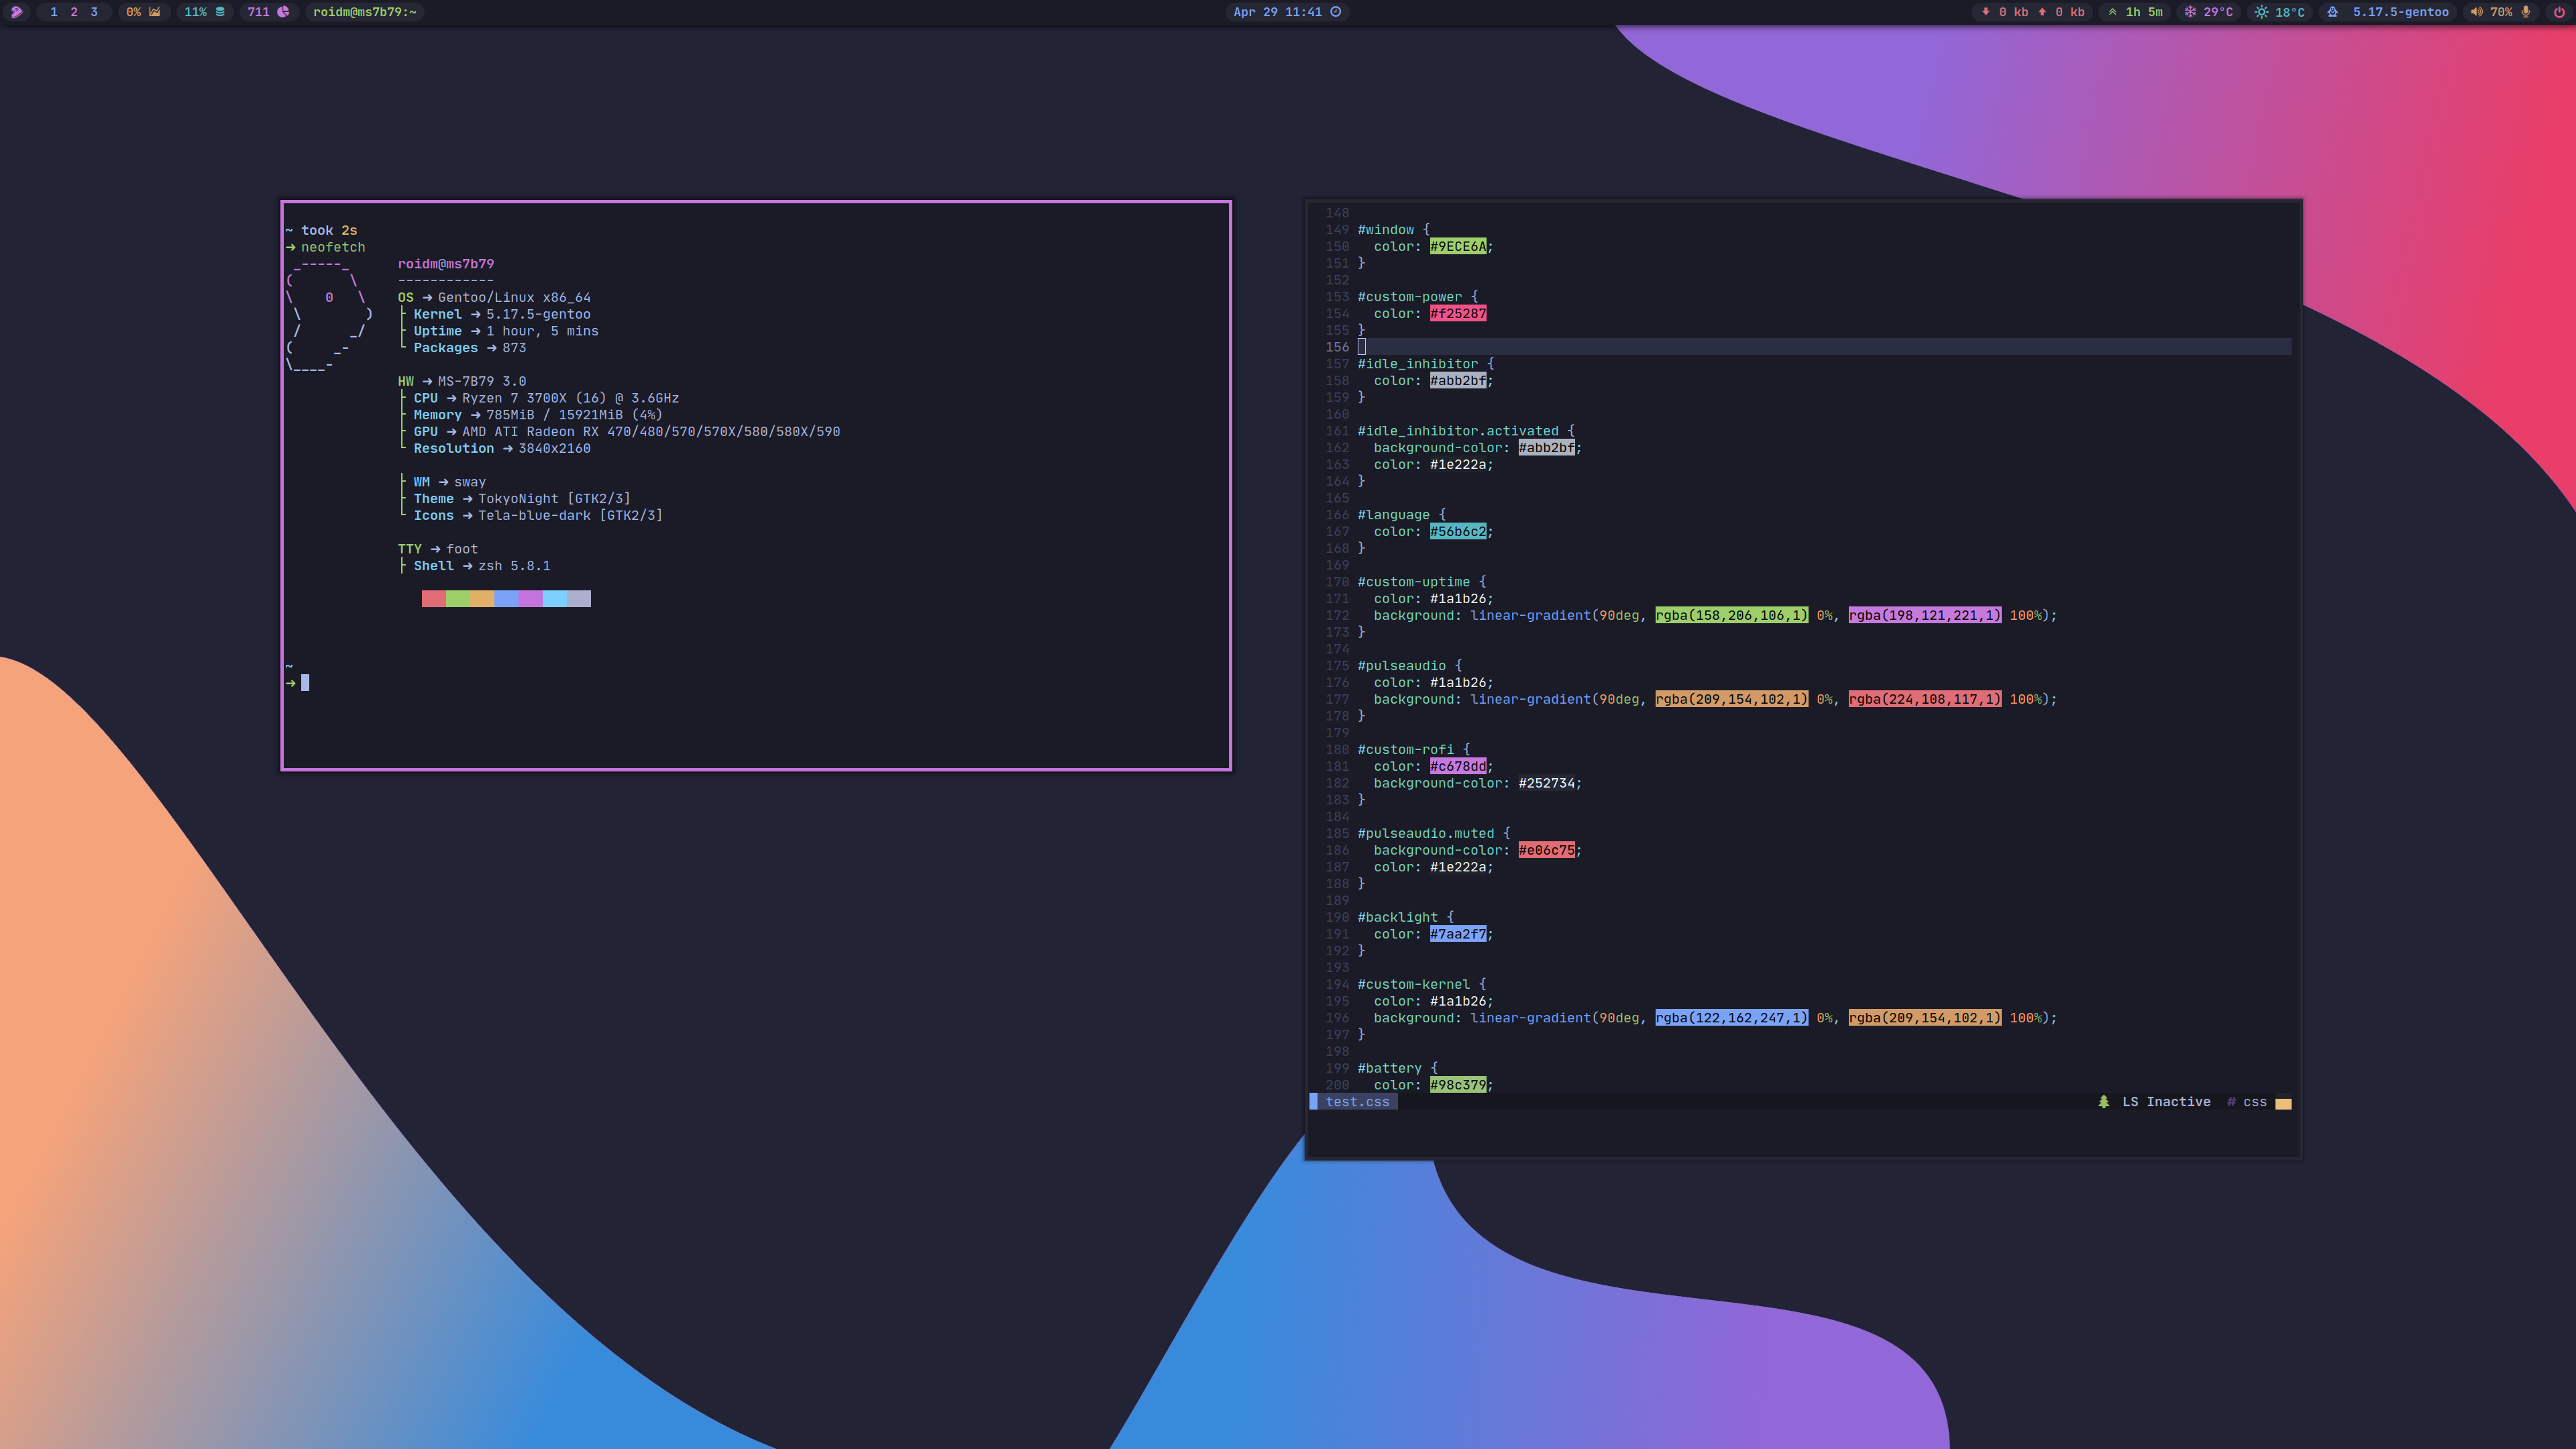 1 2 3 0% 11% 711 roidm@ms7b79:~ Apr 29 11:41 0 kb 0 kb 1h 5m 29°C 18°C 5.17.5-gentoo 70%
~ took 2s
➜ neofetch
roidm@ms7b79
------------
OS ➜ Gentoo/Linux x86_64
├ Kernel ➜ 5.17.5-gentoo
├ Uptime ➜ 1 hour, 5 mins
└ Packages ➜ 873
HW ➜ MS-7B79 3.0
├ CPU ➜ Ryzen 7 3700X (16) @ 3.6GHz
├ Memory ➜ 785MiB / 15921MiB (4%)
├ GPU ➜ AMD ATI Radeon RX 470/480/570/570X/580/580X/590
└ Resolution ➜ 3840x2160
├ WM ➜ sway
├ Theme ➜ TokyoNight [GTK2/3]
└ Icons ➜ Tela-blue-dark [GTK2/3]
TTY ➜ foot
├ Shell ➜ zsh 5.8.1
~
➜
148
149 #window {
150   color: #9ECE6A;
151 }
152
153 #custom-power {
154   color: #f25287
155 }
156
157 #idle_inhibitor {
158   color: #abb2bf;
159 }
160
161 #idle_inhibitor.activated {
162   background-color: #abb2bf;
163   color: #1e222a;
164 }
165
166 #language {
167   color: #56b6c2;
168 }
169
170 #custom-uptime {
171   color: #1a1b26;
172   background: linear-gradient(90deg, rgba(158,206,106,1) 0%, rgba(198,121,221,1) 100%);
173 }
174
175 #pulseaudio {
176   color: #1a1b26;
177   background: linear-gradient(90deg, rgba(209,154,102,1) 0%, rgba(224,108,117,1) 100%);
178 }
179
180 #custom-rofi {
181   color: #c678dd;
182   background-color: #252734;
183 }
184
185 #pulseaudio.muted {
186   background-color: #e06c75;
187   color: #1e222a;
188 }
189
190 #backlight {
191   color: #7aa2f7;
192 }
193
194 #custom-kernel {
195   color: #1a1b26;
196   background: linear-gradient(90deg, rgba(122,162,247,1) 0%, rgba(209,154,102,1) 100%);
197 }
198
199 #battery {
200   color: #98c379;
test.css LS Inactive # css